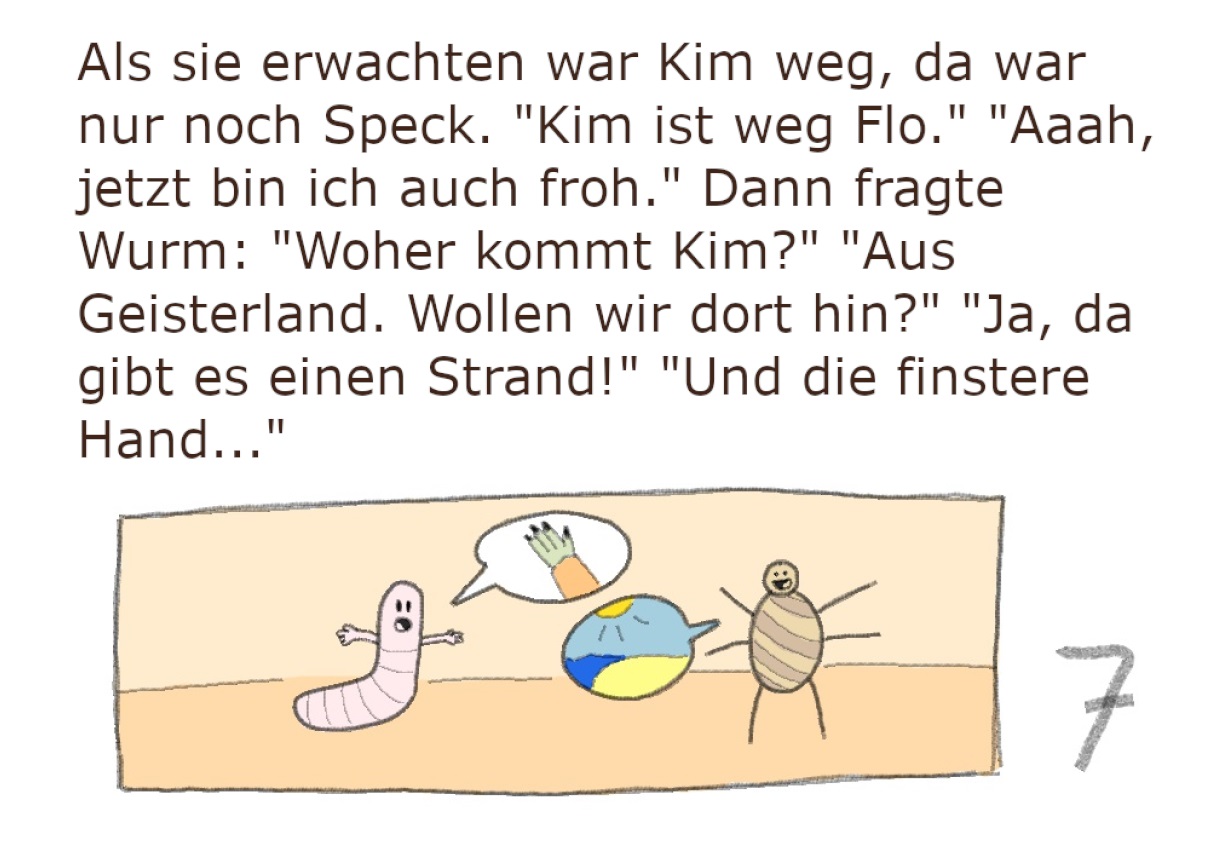 Als sie erwachten war Kim weg, da war
nur noch Speck. "Kim ist weg Flo." "Aaah,
jetzt bin ich auch froh." Dann fragte
Wurm: "Woher kommt Kim?" "Aus
Geisterland. Wollen wir dort hin?" "Ja, da
gibt es einen Strand!" "Und die finstere
Hand..."
7